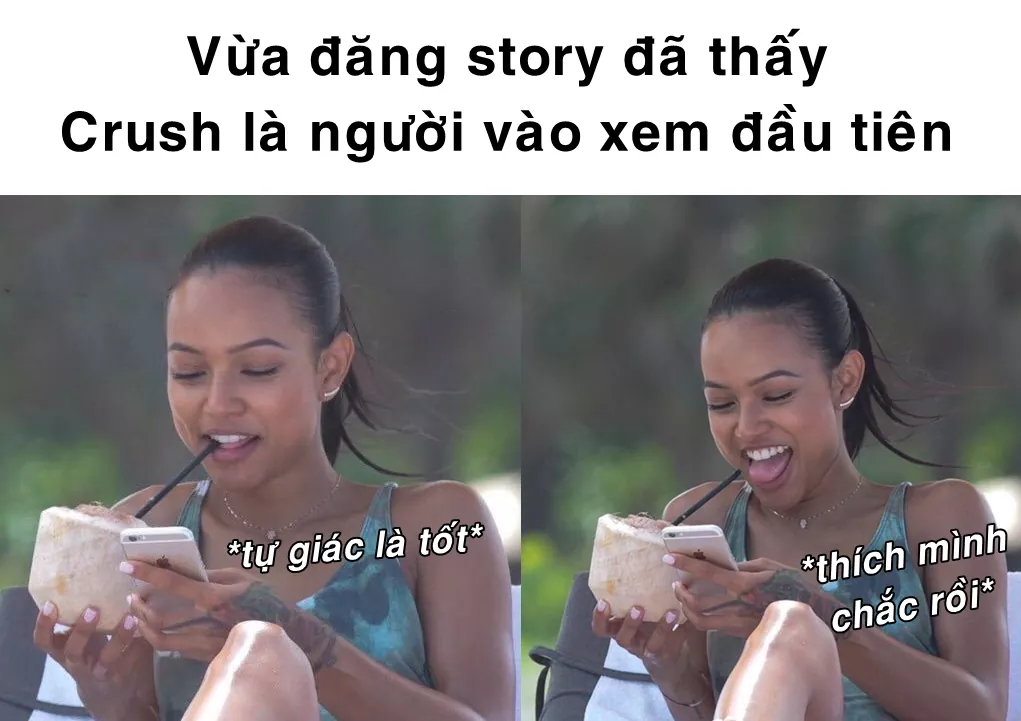 Vừa đăng story đã thấy
Crush là người vào xem đầu tiên
*tự giác là tốt*
*thích mình
chắc rồi*